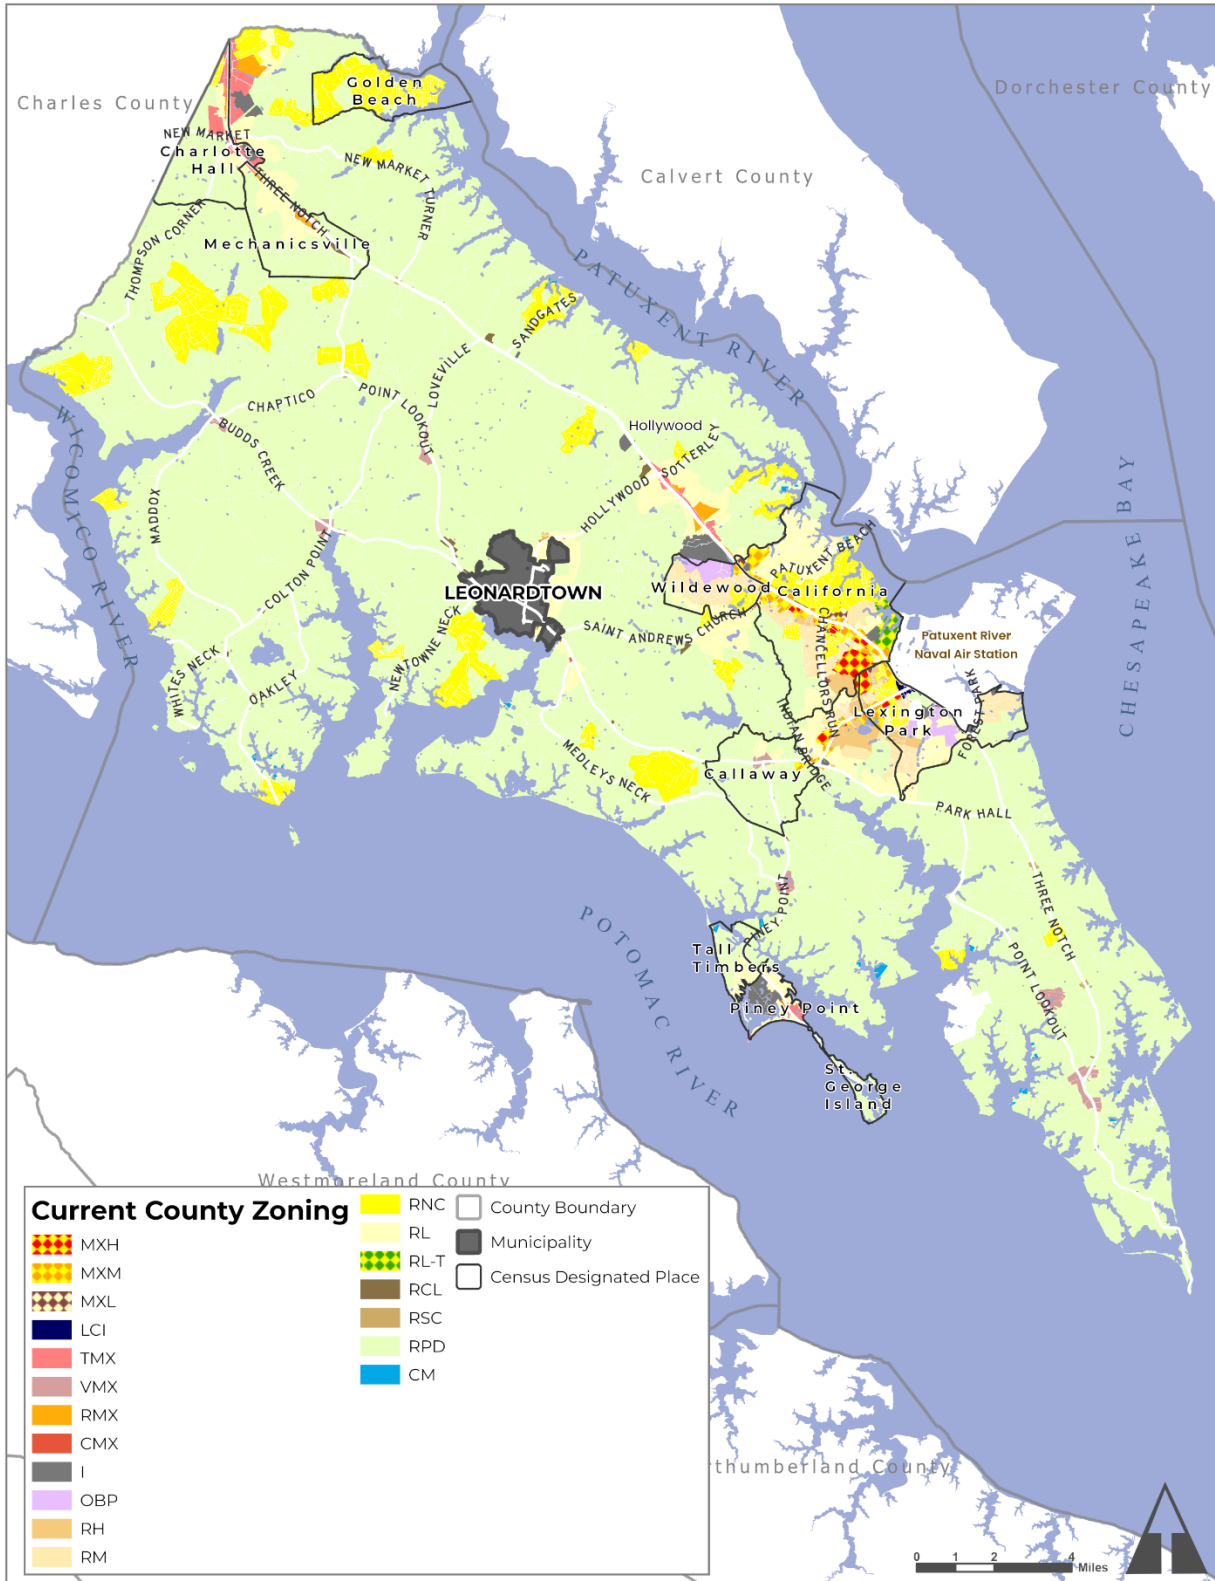 Golden
Beach
Charles County
Dorchester County
NEW MARKET
Charlotte
Hall
NEW MARKET TURNER
Calvert County
THREE NOTCH
THOMPSON CORNER
Mechanicsville
PATUXENT RIVER
SANDGATES
LOVEVILLE
POINT LOOKOUT
CHAPTICO
BUDDS CREEK
WICOMICO RIVER
Hollywood
HOLLYWOOD SOTTERLEY
MADDOX
COLTON POINT
CHESAPEAKE BAY
PATUXENT BEACH
LEONARDTOWN
Wildewood
California
NEWTOWNE NECK
SAINT ANDREWS CHURCH
CHANCELLORS RUN
Patuxent River
Naval Air Station
WHITES NECK
OAKLEY
INDIAN BRIDGE
Lexington
Park
FOREST PARK
MEDLEYS NECK
Callaway
PARK HALL
PINEY POINT
THREE NOTCH
POINT LOOKOUT
POTOMAC RIVER
Tall
Timbers
Piney Point
St.
George
Island
Westmoreland County
Current County Zoning
MXH
MXM
MXL
LCI
TMX
VMX
RMX
CMX
I
OBP
RH
RM
RNC
RL
RL-T
RCL
RSC
RPD
CM
County Boundary
Municipality
Census Designated Place
rthumberland County
0 1 2 4 Miles